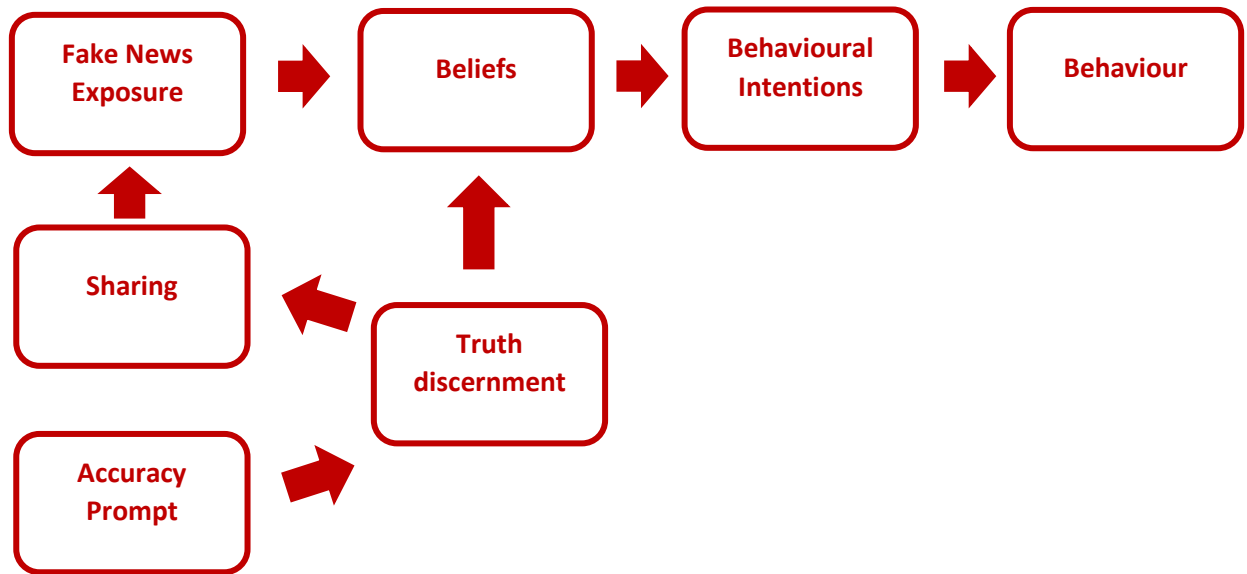 Fake News
Exposure
Beliefs
Behavioural
Intentions
Behaviour
Sharing
Truth
discernment
Accuracy
Prompt